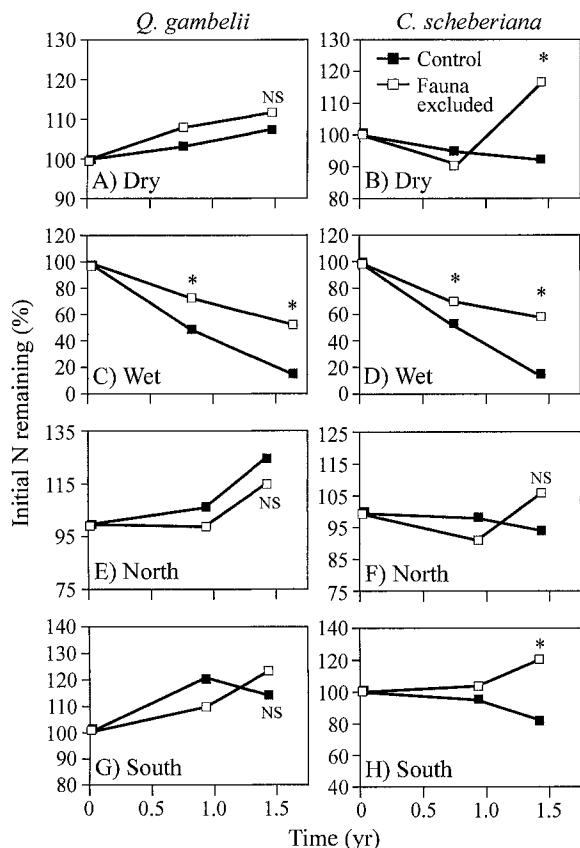 Q. gambelii
C. scheberiana
Initial N remaining (%)
130
120
110
100
90
NS
A) Dry
130
120
110
100
90
80
Control
Fauna
excluded
*
B) Dry
120
100
80
60
40
20
0
*
*
C) Wet
120
100
80
60
40
20
0
*
*
D) Wet
135
115
95
75
NS
E) North
125
115
105
95
85
75
NS
F) North
140
130
120
110
100
90
80
NS
G) South
140
120
100
80
60
40
*
H) South
0 0.5 1.0 1.5
0 0.5 1.0 1.5
Time (yr)